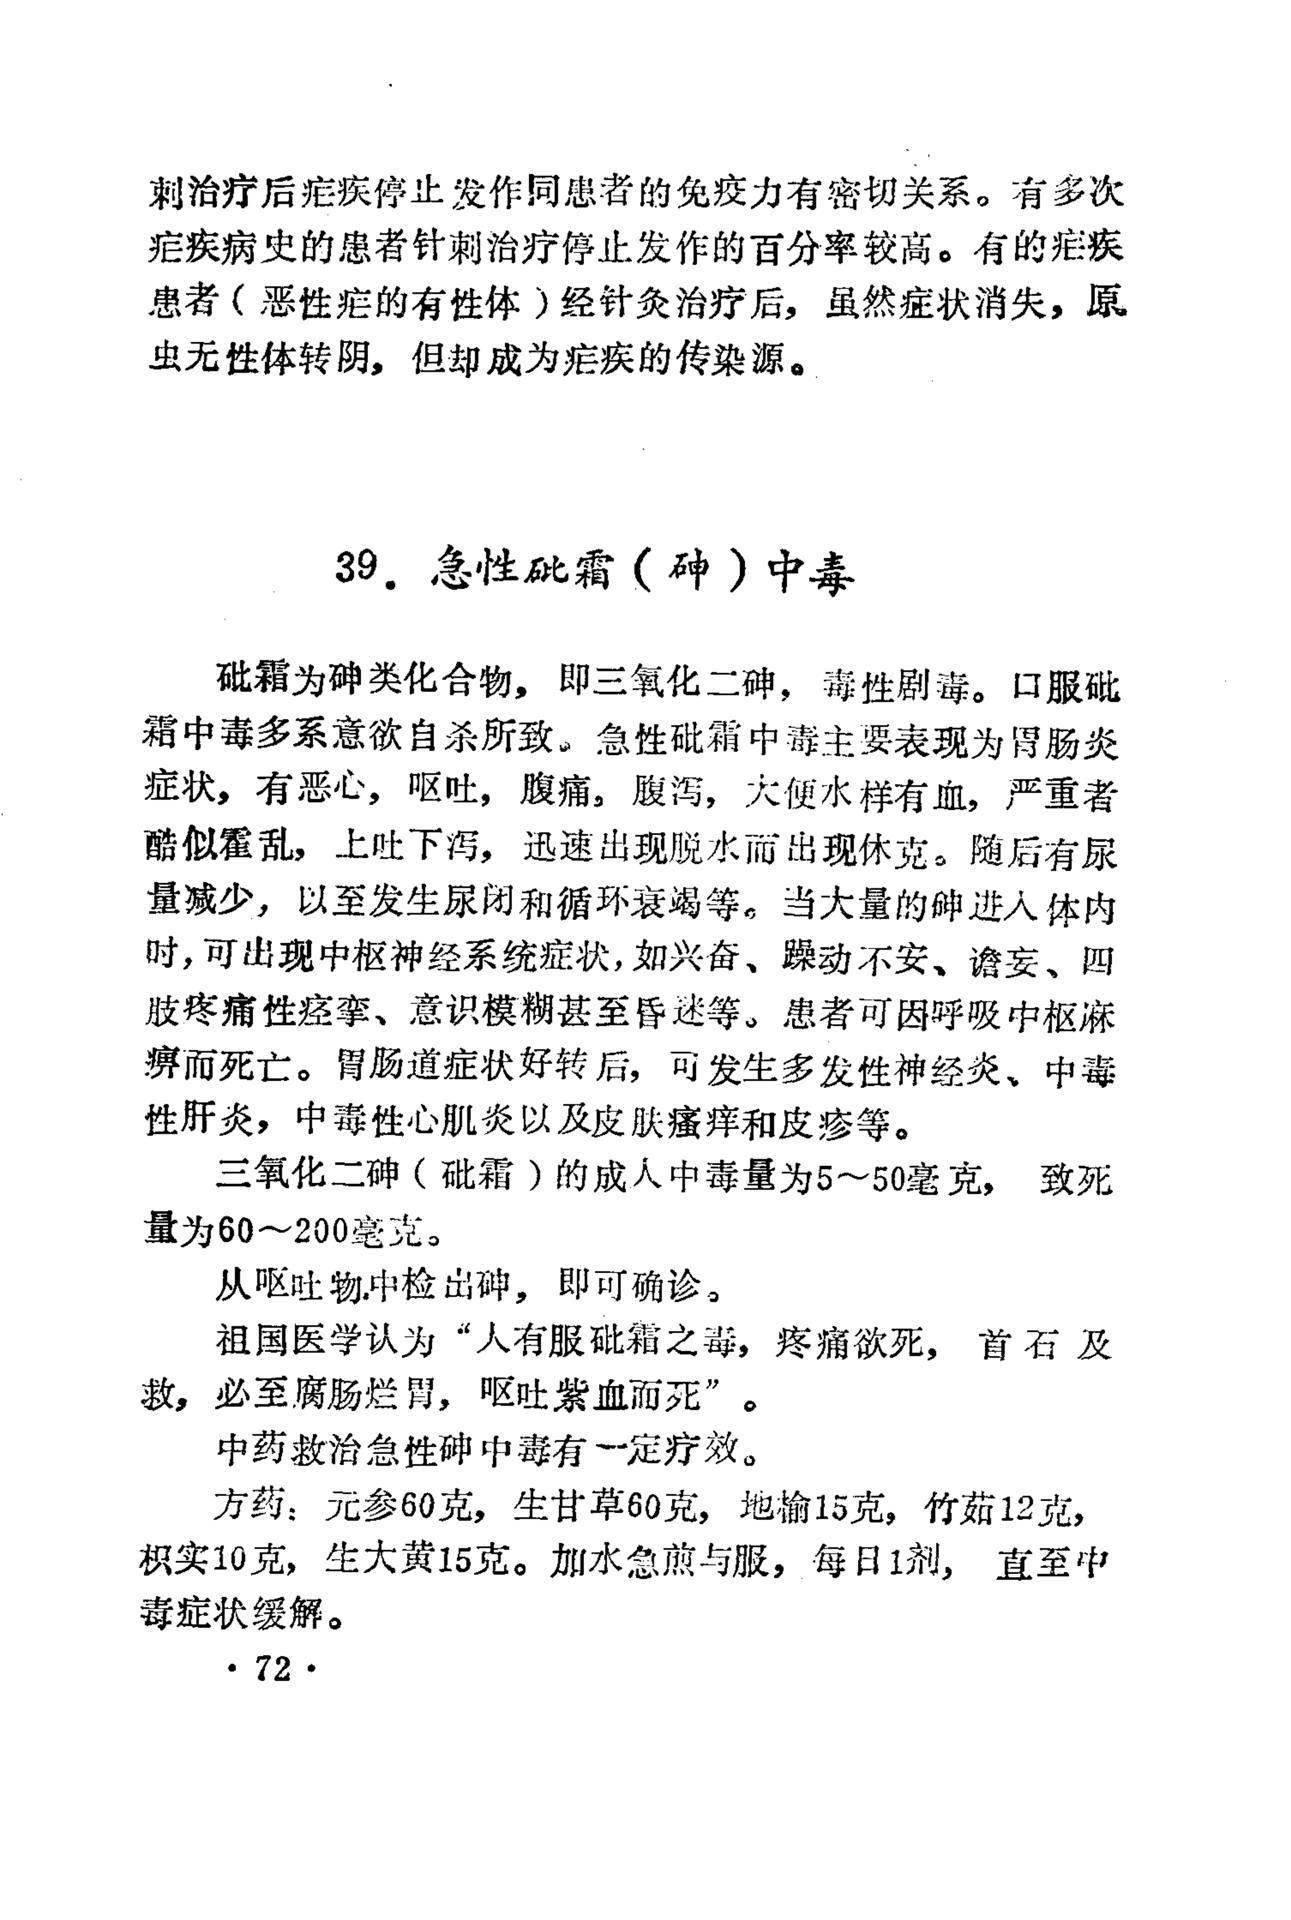 刺治疗后疟疾停止发作同患者的免疫力有密切关系。有多次
疟疾病史的患者针刺治疗停止发作的百分率较高。有的疟疾
患者（恶性疟的有性体）经针灸治疗后，虽然症状消失，原
虫无性体转阴，但却成为疟疾的传染源。
39．急性砒霜（砷）中毒
砒霜为砷类化合物，即三氧化二砷，毒性剧毒。口服砒
霜中毒多系意欲自杀所致。急性砒霜中毒主要表现为胃肠炎
症状，有恶心，呕吐，腹痛。腹泻，大便水样有血，严重者
酷似霍乱，上吐下泻，迅速出现脱水而出现休克。随后有尿
量减少，以至发生尿闭和循环衰竭等。当大量的砷进入体内
时，可出现中枢神经系统症状，如兴奋、躁动不安、谵妄、四
肢疼痛性痉挛、意识模糊甚至昏迷等。患者可因呼吸中枢麻
痹而死亡。胃肠道症状好转后，可发生多发性神经炎、中毒
性肝炎，中毒性心肌炎以及皮肤瘙痒和皮疹等。
三氧化二砷（砒霜）的成人中毒量为5～50毫克，致死
量为60～200毫克。
从呕吐物中检出砷，即可确诊。
祖国医学认为“人有服砒霜之毒，疼痛欲死，首石及
救，必至腐肠烂胃，呕吐紫血而死”。
中药救治急性砷中毒有一定疗效。
方药：元参60克，生甘草60克，地榆15克，竹茹12克，
枳实10克，生大黄15克。加水急煎与服，每日1剂，直至中
毒症状缓解。
·72·